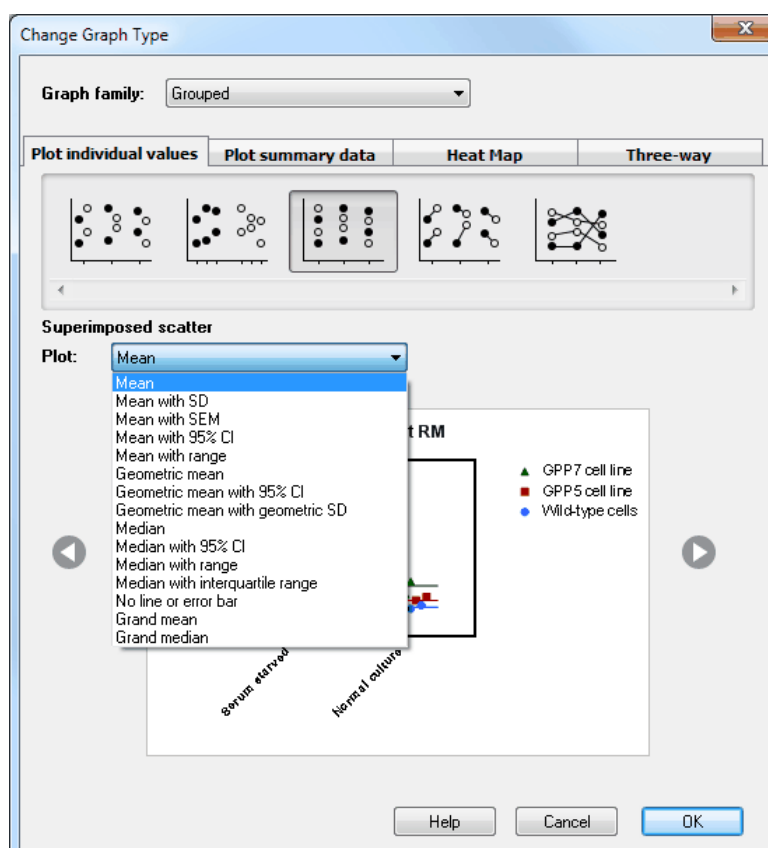 Change Graph Type
Graph family: Grouped
Plot individual values Plot summary data Heat Map Three-way
Superimposed scatter
Plot: Mean
Mean
Mean with SD
Mean with SEM
Mean with 95% CI
Mean with range
Geometric mean
Geometric mean with 95% CI
Geometric mean with geometric SD
Median
Median with 95% CI
Median with range
Median with interquartile range
No line or error bar
Grand mean
Grand median
t RM
GPP7 cell line
GPP5 cell line
Wild-type cells
Serum starved
Normal culture
Help Cancel OK